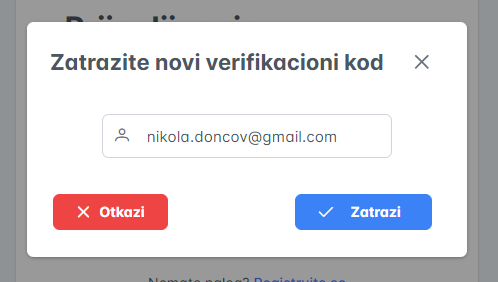 Zatrazite novi verifikacioni kod
nikola.doncov@gmail.com
Otkazi
Zatrazi